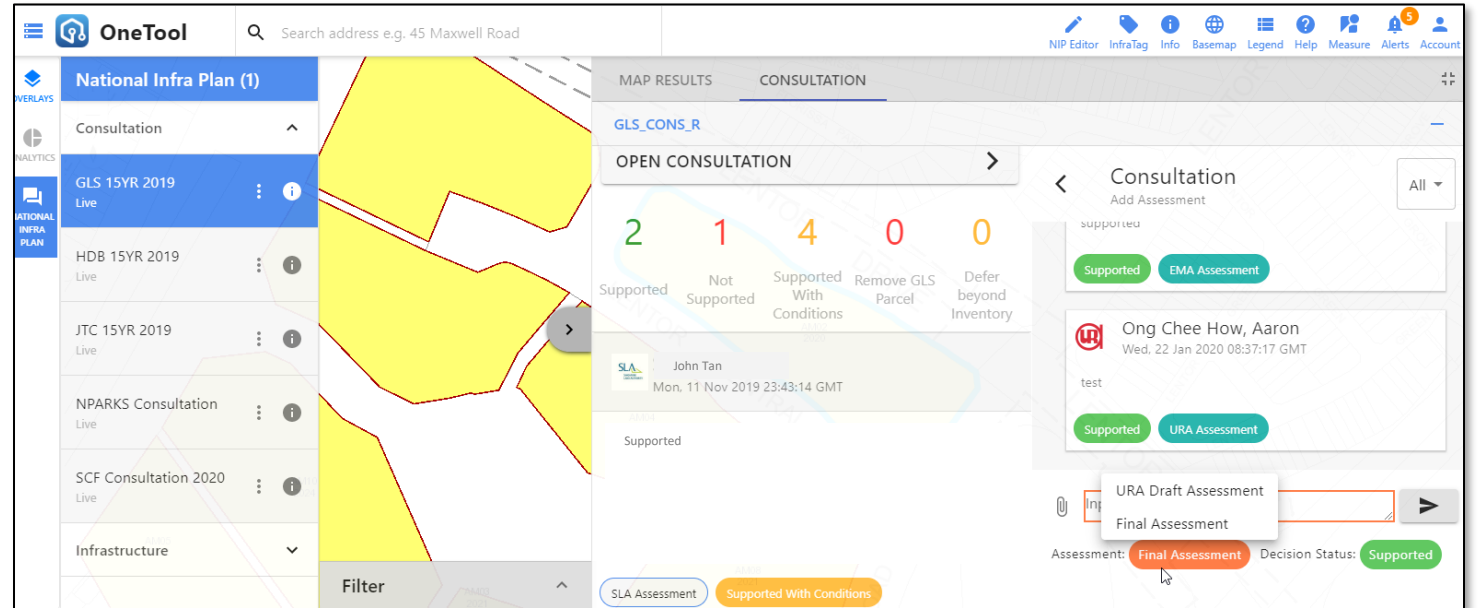 OneTool
Search address e.g. 45 Maxwell Road
NIP Editor
InfraTag
Info
Basemap
Legend
Help
Measure
5
Alerts
Account
OVERLAYS
ANALYTICS
NATIONAL
INFRA
PLAN
National Infra Plan (1)
Consultation
GLS 15YR 2019
Live
HDB 15YR 2019
Live
JTC 15YR 2019
Live
NPARKS Consultation
Live
SCF Consultation 2020
Live
Infrastructure
Filter
MAP RESULTS
CONSULTATION
GLS_CONS_R
OPEN CONSULTATION
2
Supported
1
Not
Supported
4
Supported
With
Conditions
0
Remove GLS
Parcel
0
Defer
beyond
Inventory
SLA
John Tan
Mon. 11 Nov 2019 23:43:14 GMT
Supported
SLA Assessment
Supported With Conditions
Consultation
Add Assessment
All
supported
Supported
EMA Assessment
Ong Chee How, Aaron
Wed, 22 Jan 2020 08:37:17 GMT
test
Supported
URA Assessment
URA Draft Assessment
Final Assessment
Assessment: Final Assessment Decision Status: Supported